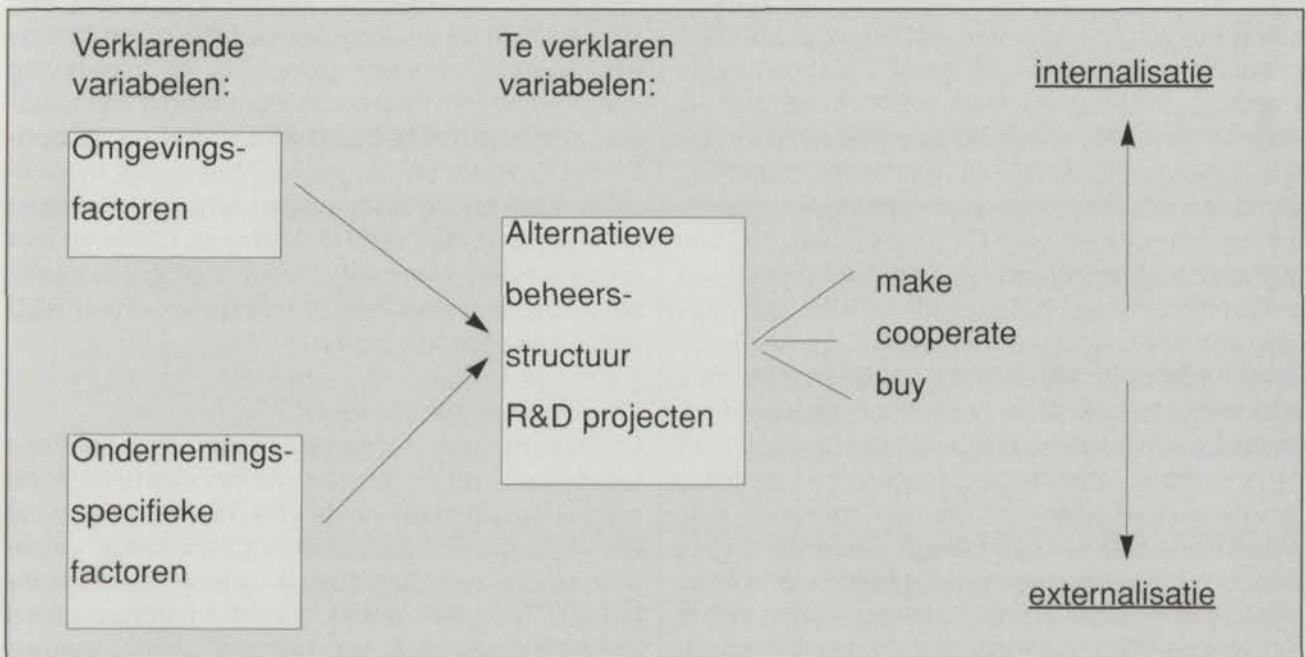 Verklarende
variabelen:
Omgevings-
factoren
Ondernemings-
specifieke
factoren
Te verklaren
variabelen:
Alternatieve
beheers-
structuur
R&D projecten
make
cooperate
buy
internalisatie
externalisatie